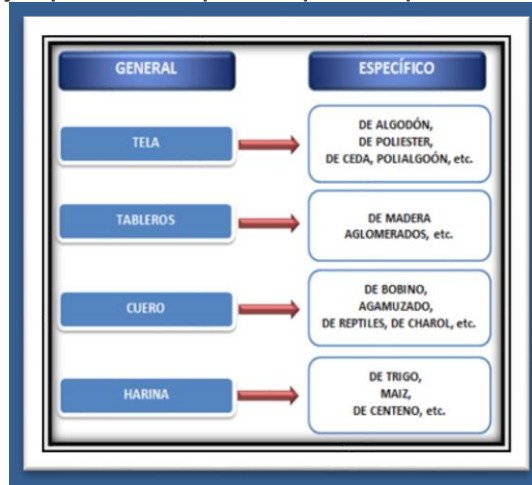 GENERAL
ESPECÍFICO
TELA
DE ALGODÓN,
DE POLIESTER,
DE CEDA, POLIALGOÓN, etc.
TABLEROS
DE MADERA
AGLOMERADOS, etc.
CUERO
DE BOBINO,
AGAMUZADO,
DE REPTILES, DE CHAROL, etc.
HARINA
DE TRIGO,
MAIZ,
DE CENTENO, etc.